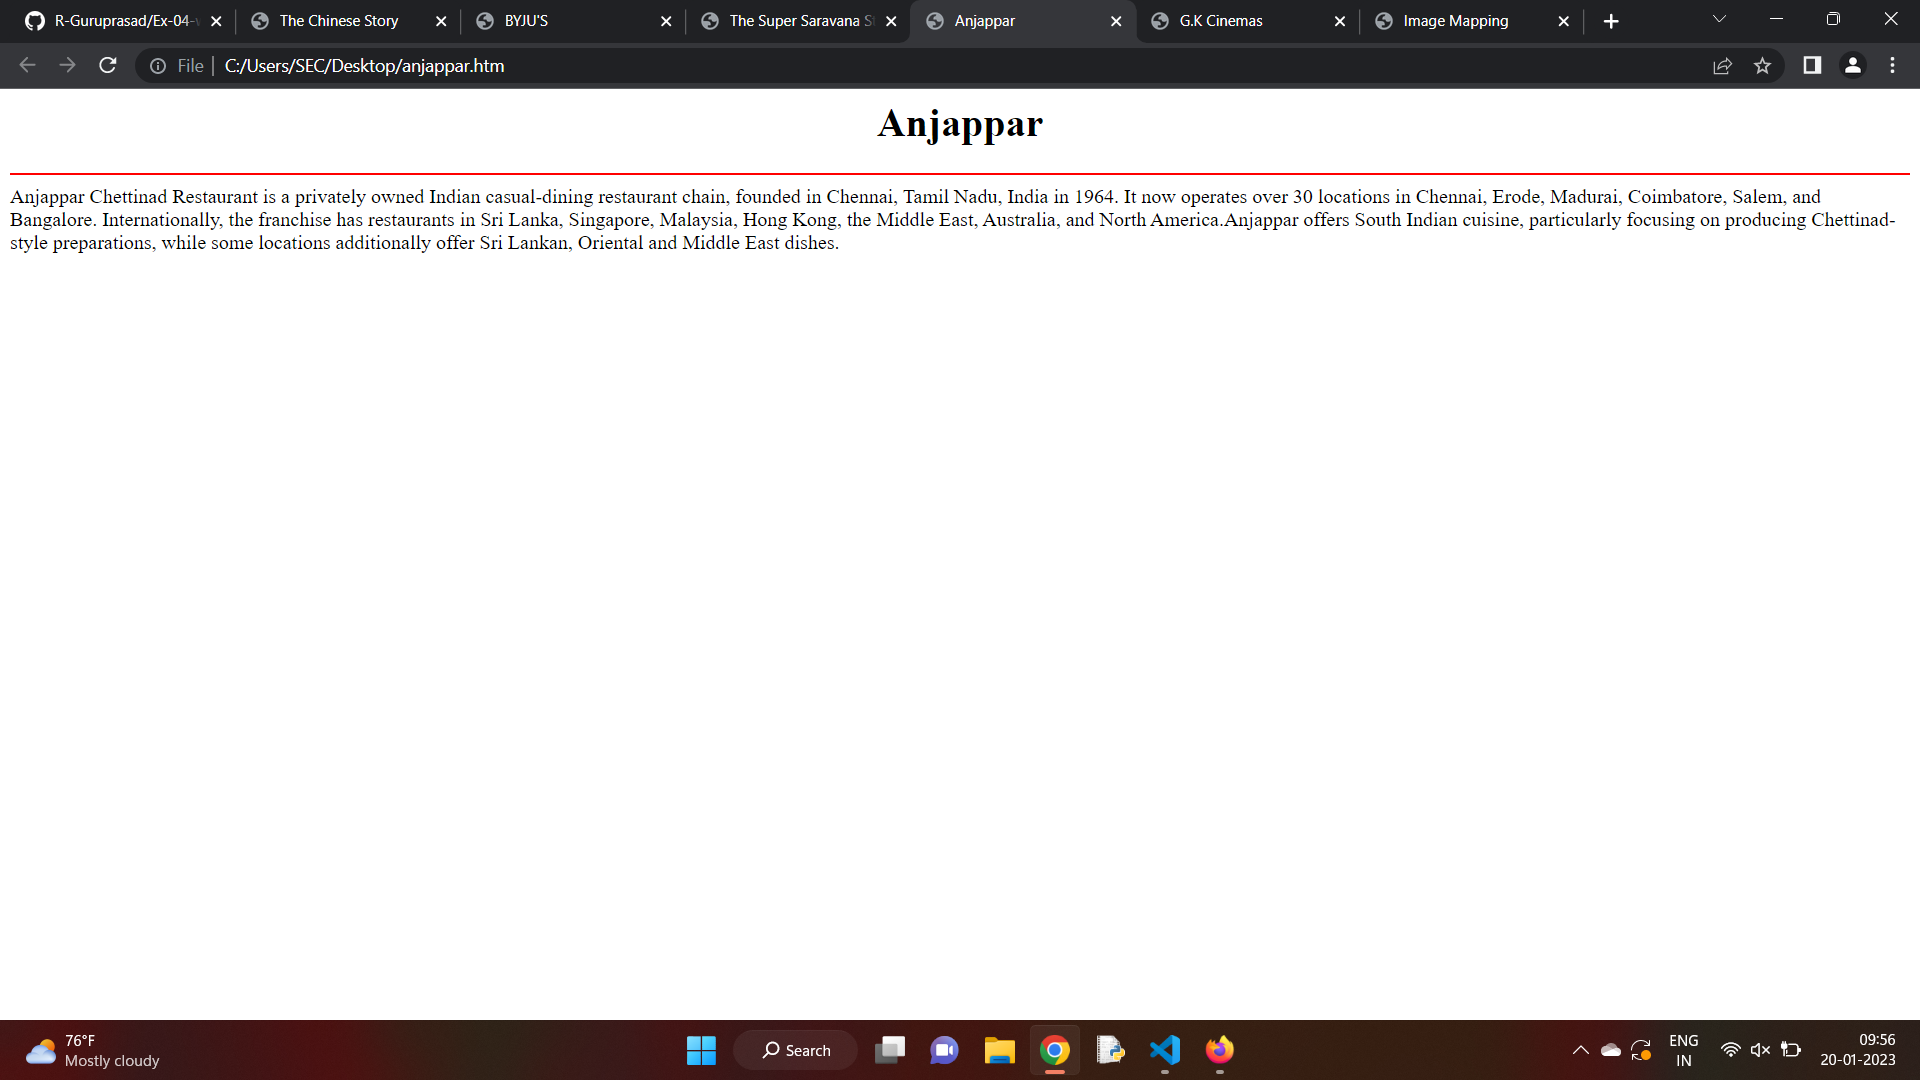 R-Guruprasad/Ex-04-
The Chinese Story
BYJU'S
The Super Saravana S
Anjappar
G.K Cinemas
Image Mapping
File
C:/Users/SEC/Desktop/anjappar.htm
Anjappar
Anjappar Chettinad Restaurant is a privately owned Indian casual-dining restaurant chain, founded in Chennai, Tamil Nadu, India in 1964. It now operates over 30 locations in Chennai, Erode, Madurai, Coimbatore, Salem, and
Bangalore. Internationally, the franchise has restaurants in Sri Lanka, Singapore, Malaysia, Hong Kong, the Middle East, Australia, and North America.Anjappar offers South Indian cuisine, particularly focusing on producing Chettinad-
style preparations, while some locations additionally offer Sri Lankan, Oriental and Middle East dishes.
76°F
Mostly cloudy
Search
ENG
IN
09:56
20-01-2023